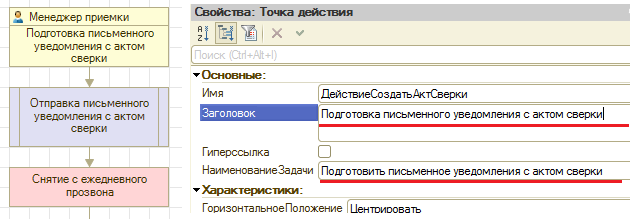 Менеджер приемки
Подготовка письменного
уведомления с актом
сверки
Отправка письменного
уведомления с актом
сверки
Снятие с ежедневного
прозвона
Свойства: Точка действия
Поиск (Ctrl+Alt+I)
Основные:
Имя ДействиеСоздатьАктСверки
Заголовок Подготовка письменного уведомления с актом сверки
Гиперссылка
НаименованиеЗадачи Подготовить письменное уведомления с актом сверки
Характеристики:
ГоризонтальноеПоложение Центрировать